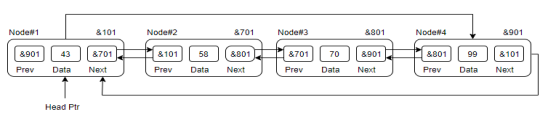 Node#1 &101 Node#2 &701 Node#3 &801 Node#4 &901
&901 43 &701 &101 58 &801 &701 70 &901 &801 99 &101
Prev Data Next Prev Data Next Prev Data Next Prev Data Next
Head Ptr